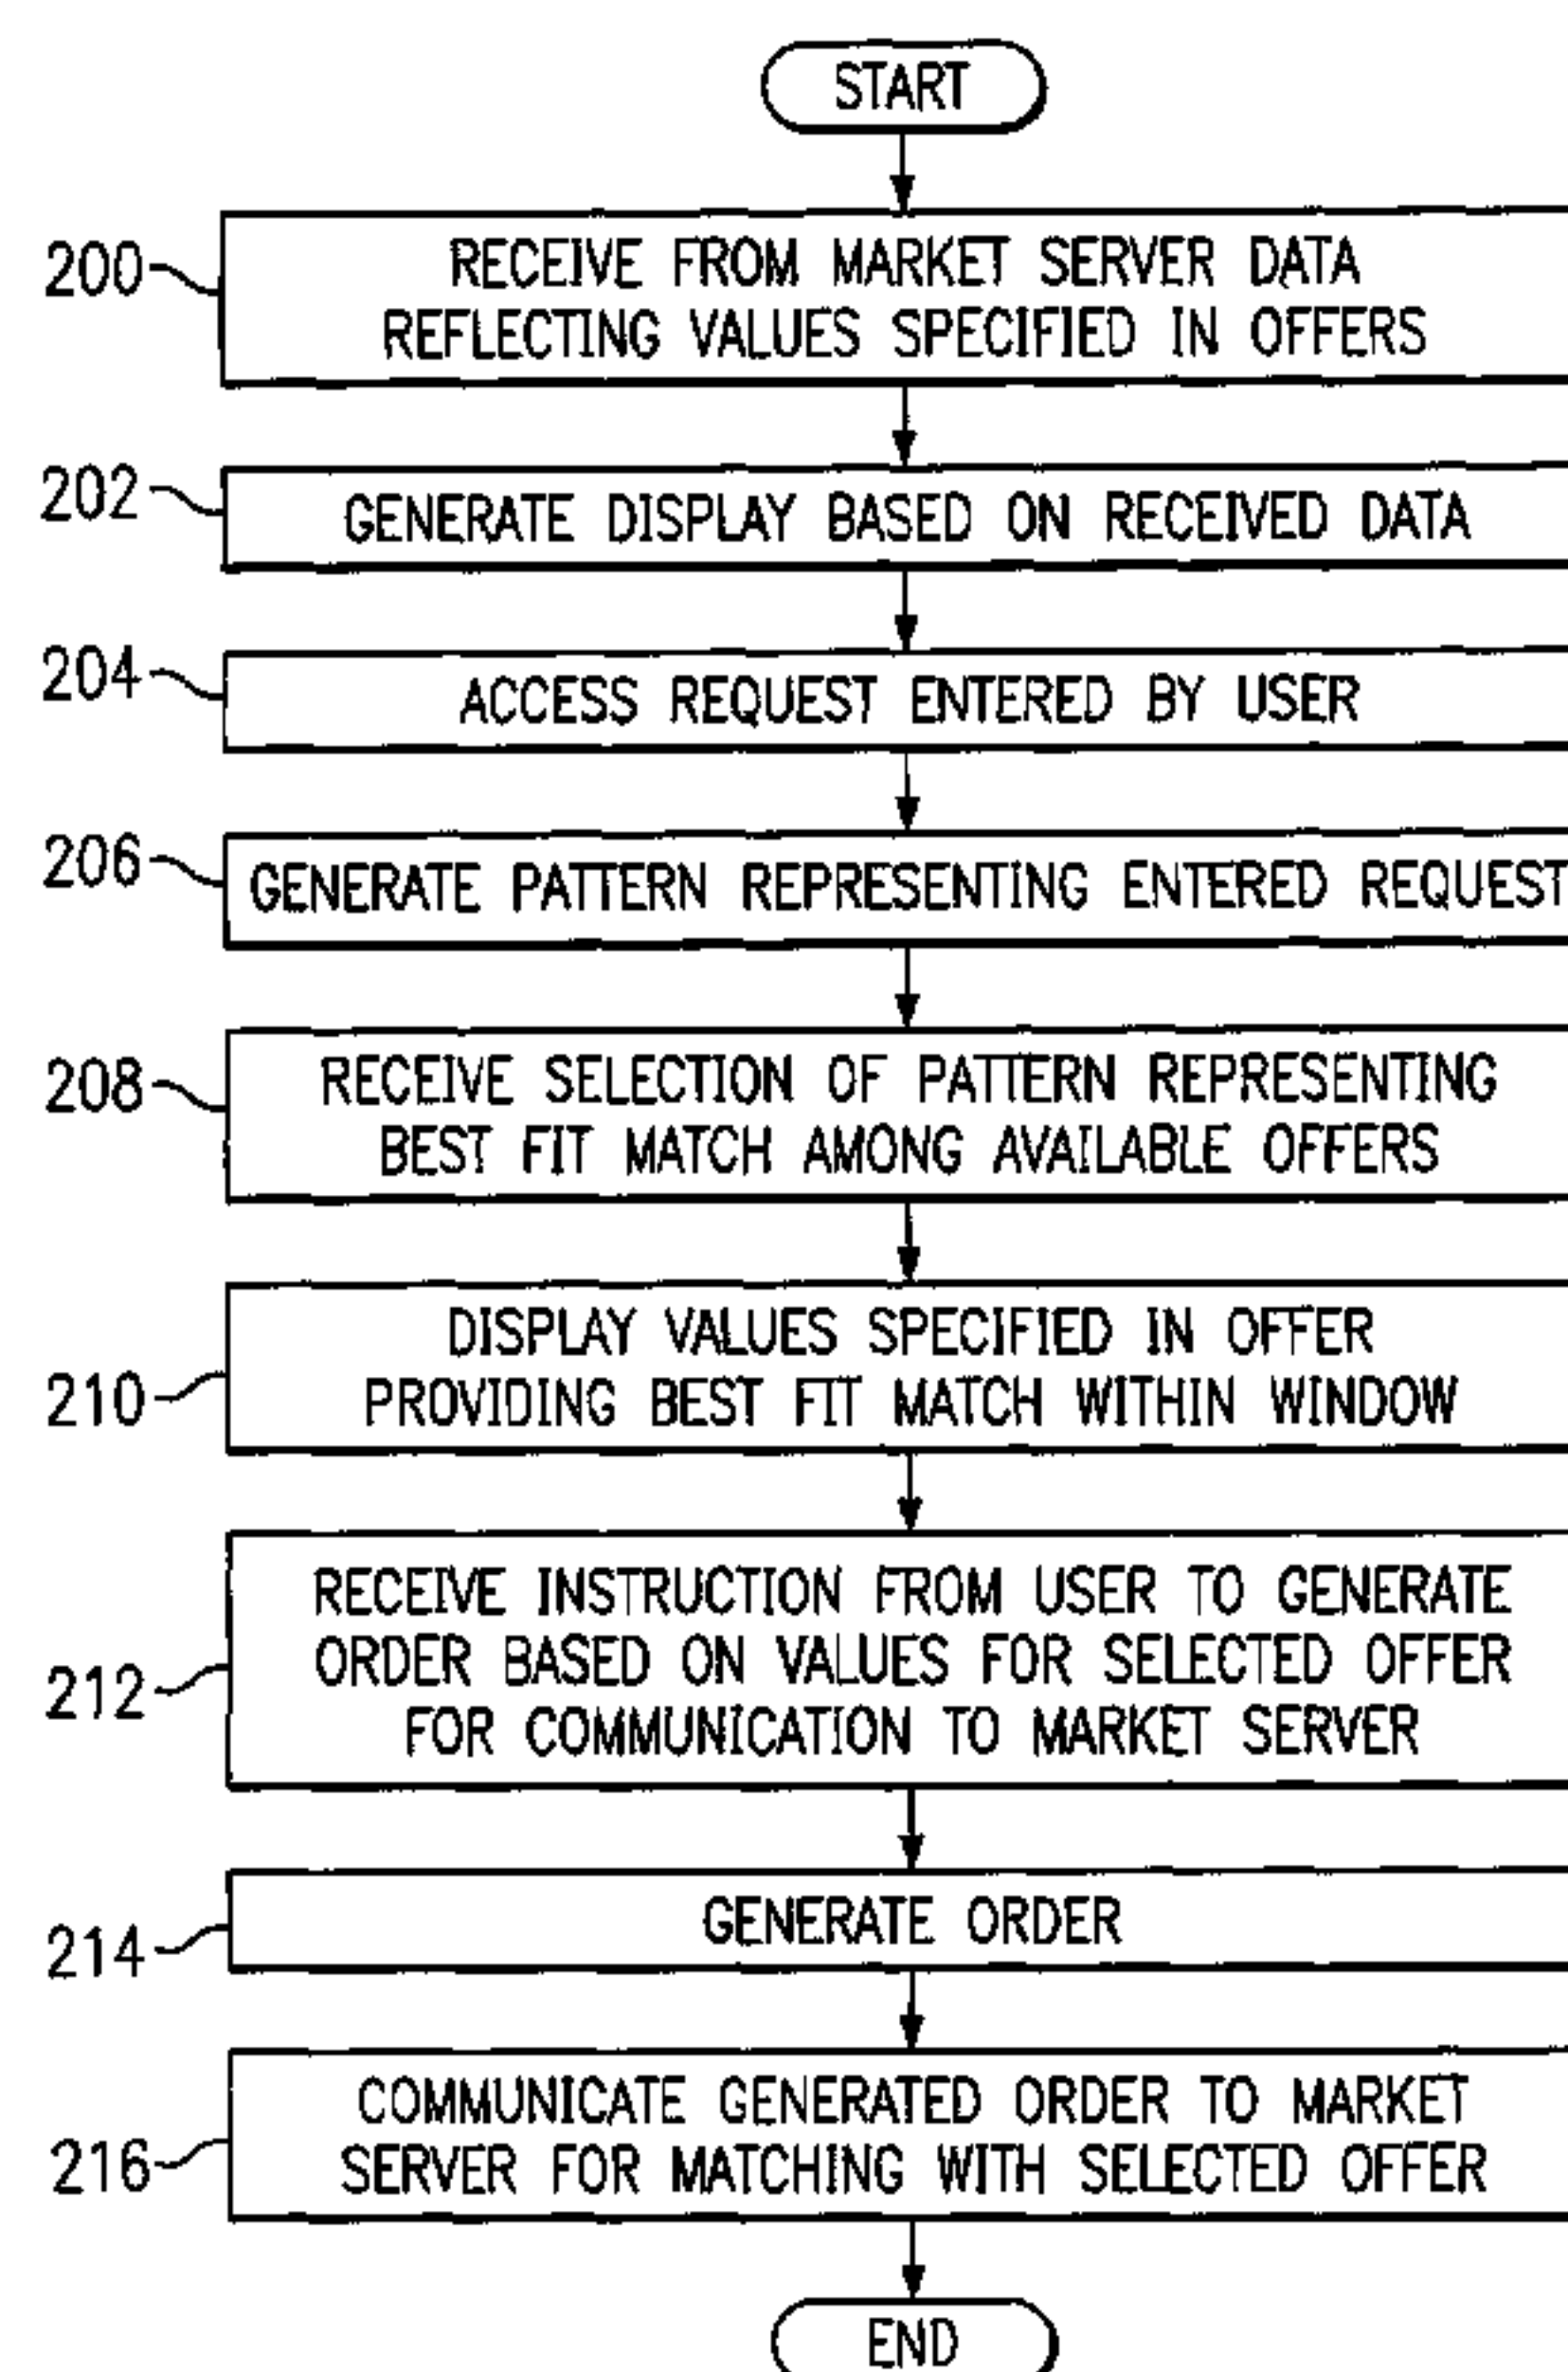 START
200
RECEIVE FROM MARKET SERVER DATA
REFLECTING VALUES SPECIFIED IN OFFERS
202
GENERATE DISPLAY BASED ON RECEIVED DATA
204
ACCESS REQUEST ENTERED BY USER
206
GENERATE PATTERN REPRESENTING ENTERED REQUEST
208
RECEIVE SELECTION OF PATTERN REPRESENTING
BEST FIT MATCH AMONG AVAILABLE OFFERS
210
DISPLAY VALUES SPECIFIED IN OFFER
PROVIDING BEST FIT MATCH WITHIN WINDOW
212
RECEIVE INSTRUCTION FROM USER TO GENERATE
ORDER BASED ON VALUES FOR SELECTED OFFER
FOR COMMUNICATION TO MARKET SERVER
214
GENERATE ORDER
216
COMMUNICATE GENERATED ORDER TO MARKET
SERVER FOR MATCHING WITH SELECTED OFFER
END